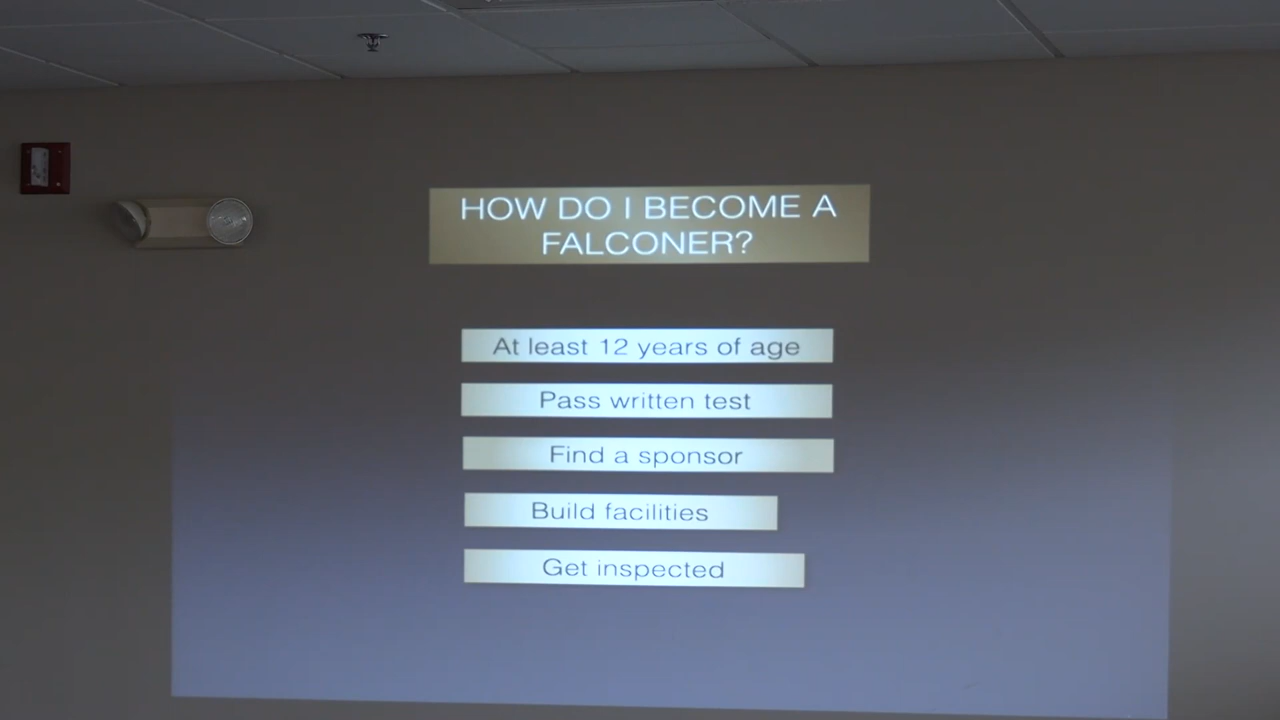 HOW DO I BECOME A
FALCONER?
At least 12 years of age
Pass written test
Find a sponsor
Build facilities
Get inspected